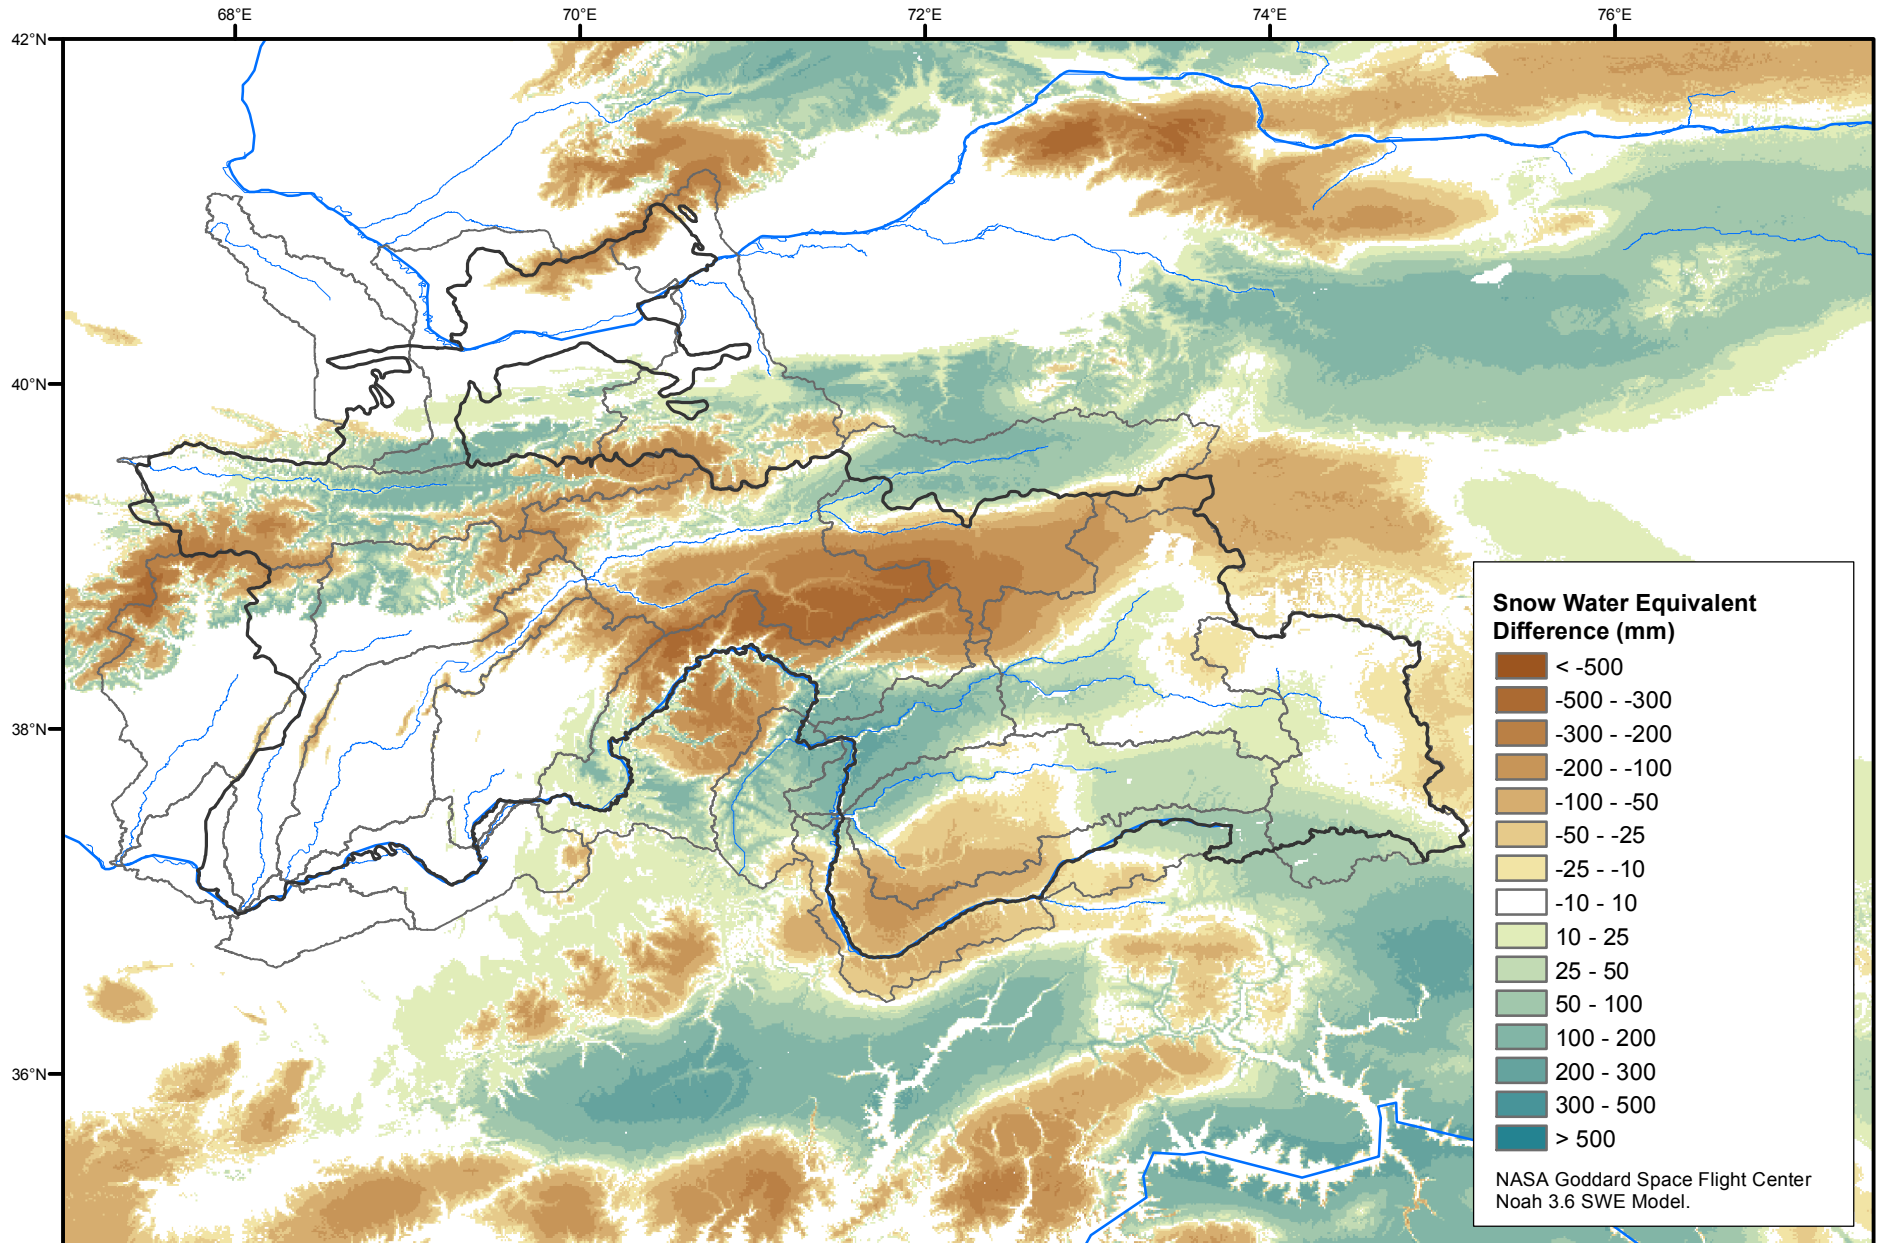 68°E 70°E 72°E 74°E 76°E
42°N
40°N
38°N
36°N
Snow Water Equivalent
Difference (mm)
< -500
-500 - -300
-300 - -200
-200 - -100
-100 - -50
-50 - -25
-25 - -10
-10 - 10
10 - 25
25 - 50
50 - 100
100 - 200
200 - 300
300 - 500
> 500
NASA Goddard Space Flight Center
Noah 3.6 SWE Model.